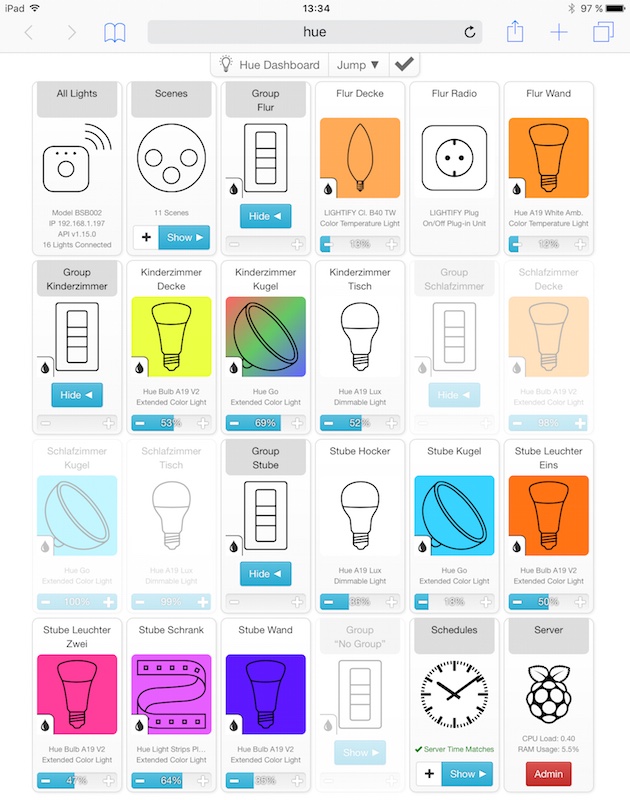 iPad 13:34 97 %
hue
Hue Dashboard Jump ▼
All Lights
Model BSB002
IP 192.168.1.197
API v1.15.0
16 Lights Connected
Scenes
11 Scenes
+ Show ▶
Group
Flur
Hide ◀
Flur Decke
LIGHTIFY Cl. B40 TW
Color Temperature Light
13%
Flur Radio
LIGHTIFY Plug
On/Off Plug-in Unit
Flur Wand
Hue A19 White Amb.
Color Temperature Light
12%
Group
Kinderzimmer
Hide ◀
Kinderzimmer
Decke
Hue Bulb A19 V2
Extended Color Light
53%
Kinderzimmer
Kugel
Hue Go
Extended Color Light
69%
Kinderzimmer
Tisch
Hue A19 Lux
Dimmable Light
52%
Group
Schlafzimmer
Hide ◀
Schlafzimmer
Decke
Hue Bulb A19 V2
Extended Color Light
98%
Schlafzimmer
Kugel
Hue Go
Extended Color Light
100%
Schlafzimmer
Tisch
Hue A19 Lux
Dimmable Light
99%
Group
Stube
Hide ◀
Stube Hocker
Hue A19 Lux
Dimmable Light
36%
Stube Kugel
Hue Go
Extended Color Light
18%
Stube Leuchter
Eins
Hue Bulb A19 V2
Extended Color Light
50%
Stube Leuchter
Zwei
Hue Bulb A19 V2
Extended Color Light
47%
Stube Schrank
Hue Light Strips Pl...
Extended Color Light
64%
Stube Wand
Hue Bulb A19 V2
Extended Color Light
35%
Group
“No Group”
Show ▶
Schedules
✓ Server Time Matches
+ Show ▶
Server
CPU Load: 0.40
RAM Usage: 5.5%
Admin